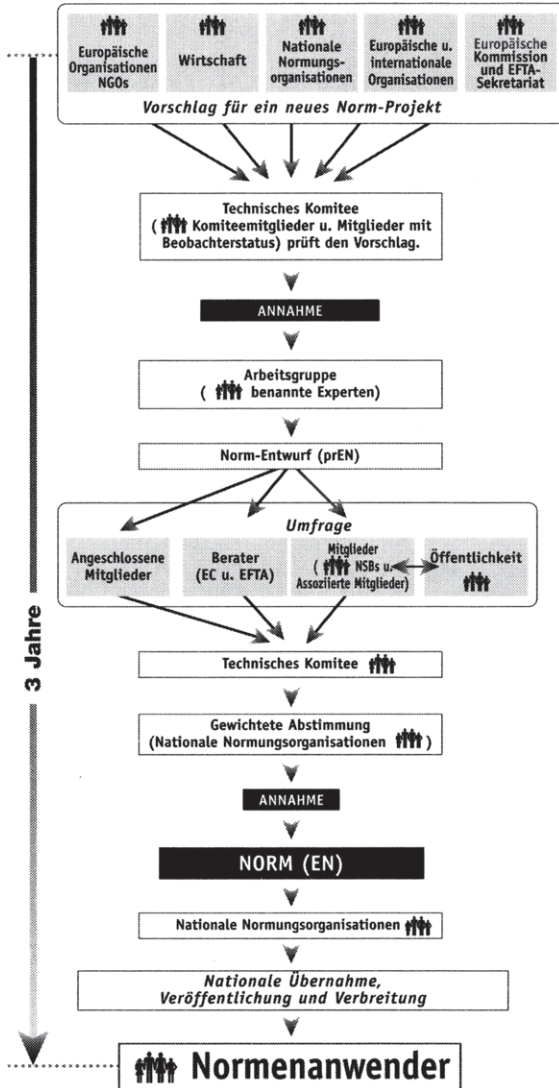 Europäische
Organisationen
NGOs
Wirtschaft
Nationale
Normungs-
organisationen
Europäische u.
internationale
Organisationen
Europäische
Kommission
und EFTA-
Sekretariat
Vorschlag für ein neues Norm-Projekt
Technisches Komitee
( Komiteemitglieder u. Mitglieder mit
Beobachterstatus) prüft den Vorschlag.
ANNAHME
Arbeitsgruppe
( benannte Experten)
Norm-Entwurf (prEN)
Umfrage
Angeschlossene
Mitglieder
Berater
(EC u. EFTA)
Mitglieder
( NSBs u.
Assoziierte Mitglieder)
Öffentlichkeit
3 Jahre
Technisches Komitee
Gewichtete Abstimmung
(Nationale Normungsorganisationen )
ANNAHME
NORM (EN)
Nationale Normungsorganisationen
Nationale Übernahme,
Veröffentlichung und Verbreitung
Normenanwender